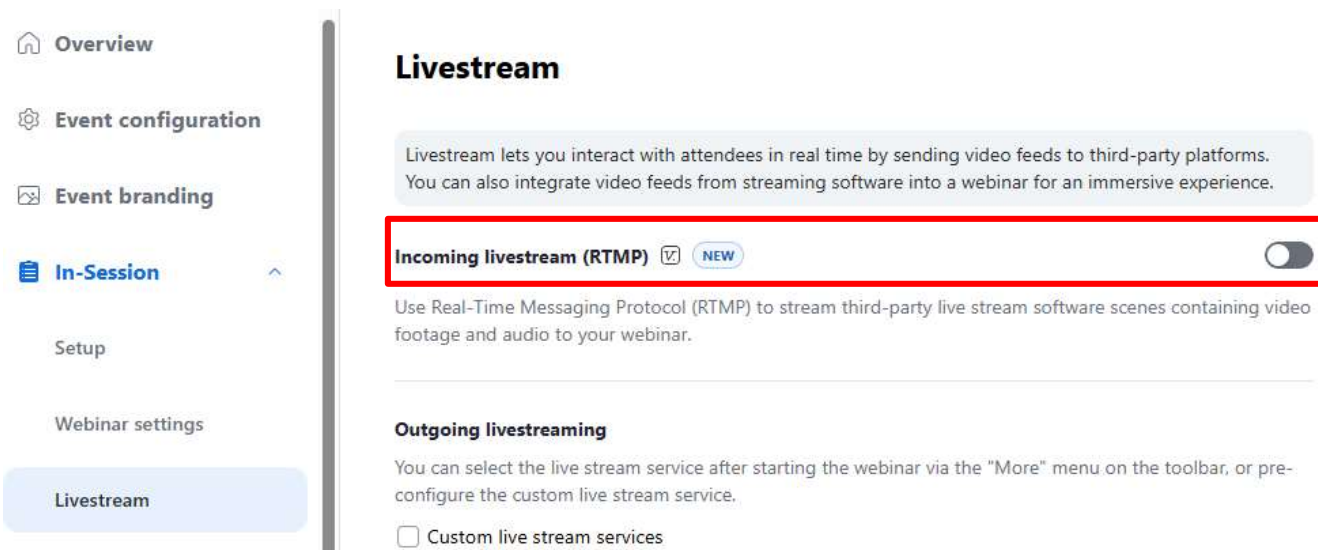 Overview
Event configuration
Event branding
In-Session
Setup
Webinar settings
Livestream
Livestream
Livestream lets you interact with attendees in real time by sending video feeds to third-party platforms.
You can also integrate video feeds from streaming software into a webinar for an immersive experience.
Incoming livestream (RTMP) V. NEW
Use Real-Time Messaging Protocol (RTMP) to stream third-party live stream software scenes containing video
footage and audio to your webinar.
Outgoing livestreaming
You can select the live stream service after starting the webinar via the "More" menu on the toolbar, or pre-
configure the custom live stream service.
Custom live stream services